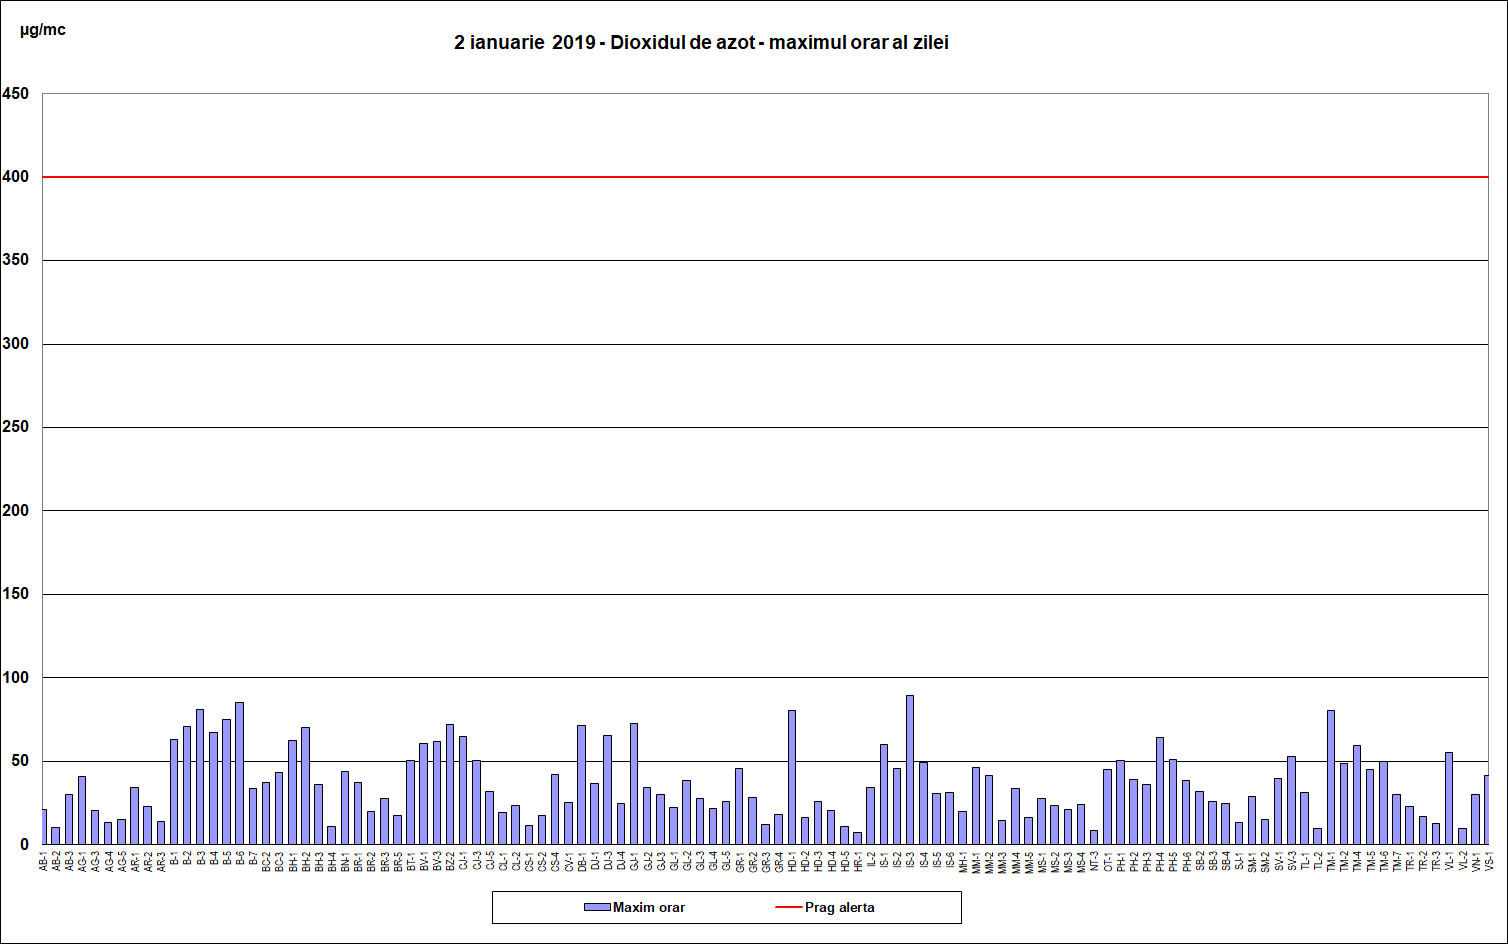 µg/mc
2 ianuarie 2019 - Dioxidul de azot - maximul orar al zilei
450
400
350
300
250
200
150
100
50
0
AB-1 AB-2 AB-3 AG-1 AG-3 AG-4 AG-5 AR-1 AR-2 AR-3 B-1 B-2 B-3 B-4 B-5 B-6 B-7 BC-2 BC-3 BH-1 BH-2 BH-3 BH-4 BN-1 BR-1 BR-2 BR-3 BR-5 BT-1 BV-1 BV-3 BZ-2 CJ-1 CJ-3 CJ-5 CL-1 CL-2 CS-1 CS-2 CS-4 CV-1 DB-1 DJ-1 DJ-3 DJ-4 GJ-1 GJ-2 GJ-3 GL-1 GL-2 GL-3 GL-4 GL-5 GR-1 GR-2 GR-3 GR-4 HD-1 HD-2 HD-3 HD-4 HD-5 HR-1 IL-2 IS-1 IS-2 IS-3 IS-4 IS-5 IS-6 MH-1 MM-1 MM-2 MM-3 MM-4 MM-5 MS-1 MS-2 MS-3 MS-4 NT-3 OT-1 PH-1 PH-2 PH-3 PH-4 PH-5 PH-6 SB-2 SB-3 SB-4 SJ-1 SM-1 SM-2 SV-1 SV-3 TL-1 TL-2 TM-1 TM-2 TM-4 TM-5 TM-6 TM-7 TR-1 TR-2 TR-3 VL-1 VL-2 VN-1 VS-1
Maxim orar Prag alerta